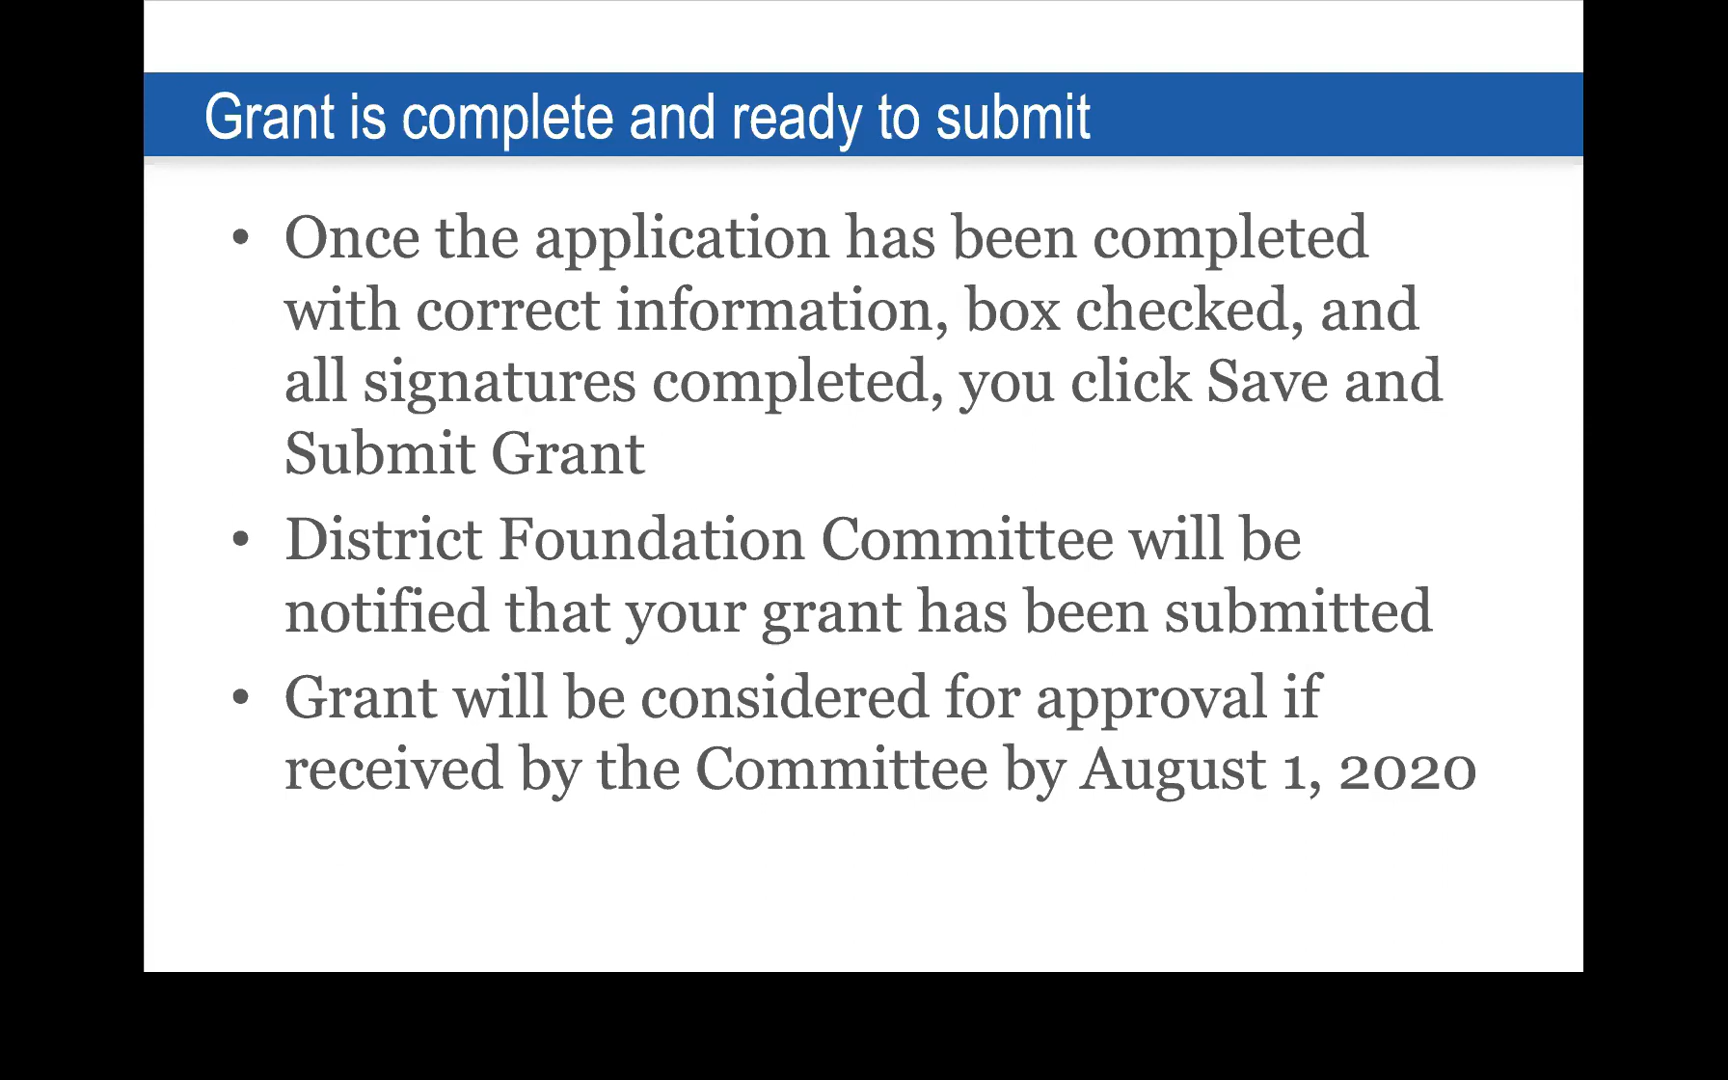 Grant is complete and ready to submit
• Once the application has been completed
with correct information, box checked, and
all signatures completed, you click Save and
Submit Grant
• District Foundation Committee will be
notified that your grant has been submitted
• Grant will be considered for approval if
received by the Committee by August 1, 2020